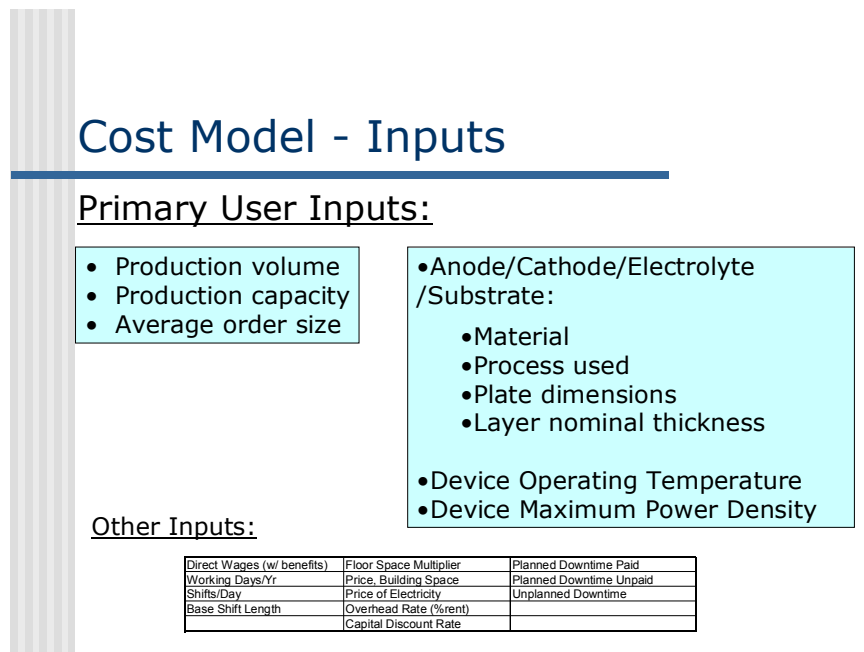 Cost Model - Inputs
Primary User Inputs:
• Production volume
• Production capacity
• Average order size
•Anode/Cathode/Electrolyte
/Substrate:
•Material
•Process used
•Plate dimensions
•Layer nominal thickness
•Device Operating Temperature
•Device Maximum Power Density
Other Inputs:
Direct Wages (w/ benefits) Floor Space Multiplier Planned Downtime Paid
Working Days/Yr Price, Building Space Planned Downtime Unpaid
Shifts/Day Price of Electricity Unplanned Downtime
Base Shift Length Overhead Rate (%rent)
Capital Discount Rate